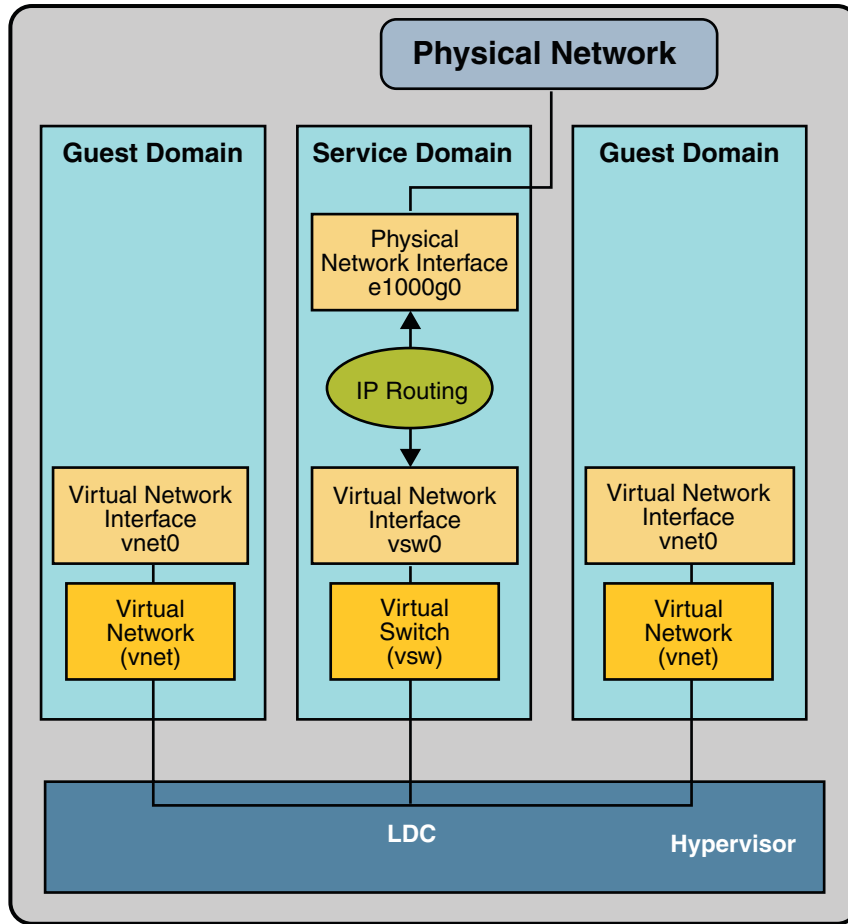 Physical Network
Guest Domain
Service Domain
Guest Domain
Physical
Network Interface
e1000g0
IP Routing
Virtual Network
Interface
vnet0
Virtual Network
Interface
vsw0
Virtual Network
Interface
vnet0
Virtual
Network
(vnet)
Virtual
Switch
(vsw)
Virtual
Network
(vnet)
LDC
Hypervisor